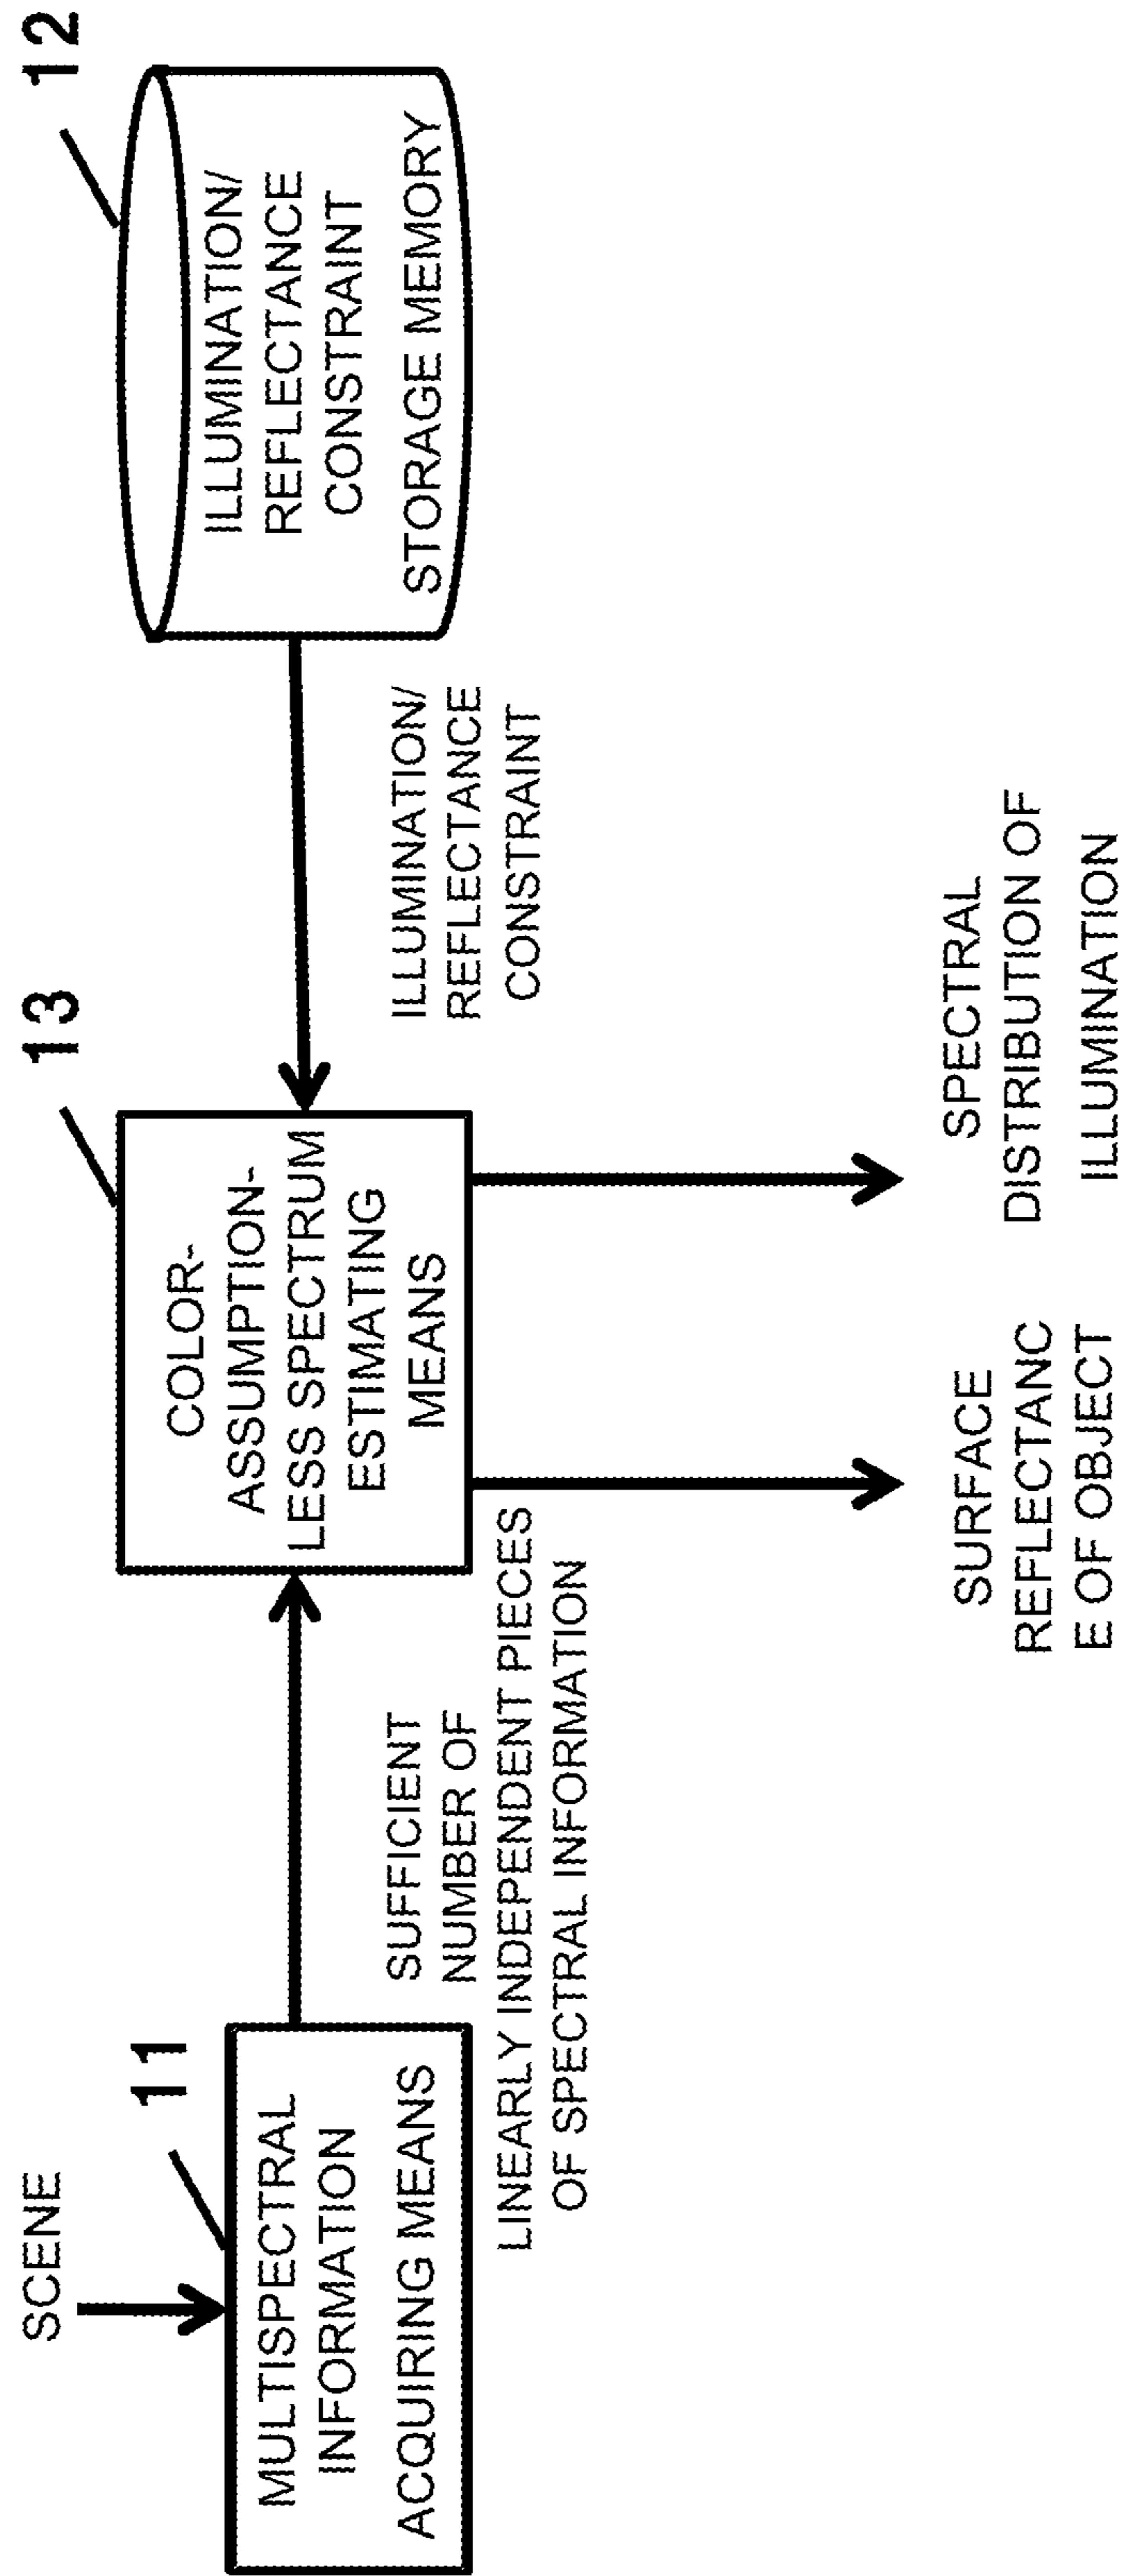 SCENE
11
MULTISPECTRAL
INFORMATION
ACQUIRING MEANS
SUFFICIENT
NUMBER OF
LINEARLY INDEPENDENT PIECES
OF SPECTRAL INFORMATION
13
COLOR-
ASSUMPTION-
LESS SPECTRUM
ESTIMATING
MEANS
12
ILLUMINATION/
REFLECTANCE
CONSTRAINT
STORAGE MEMORY
ILLUMINATION/
REFLECTANCE
CONSTRAINT
SURFACE
REFLECTANC
E OF OBJECT
SPECTRAL
DISTRIBUTION OF
ILLUMINATION